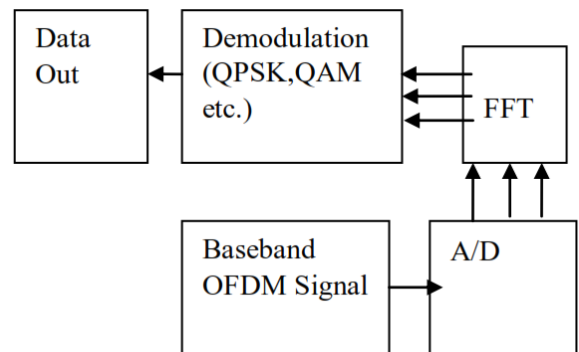 Data
Out
Demodulation
(QPSK,QAM
etc.)
FFT
Baseband
OFDM Signal
A/D